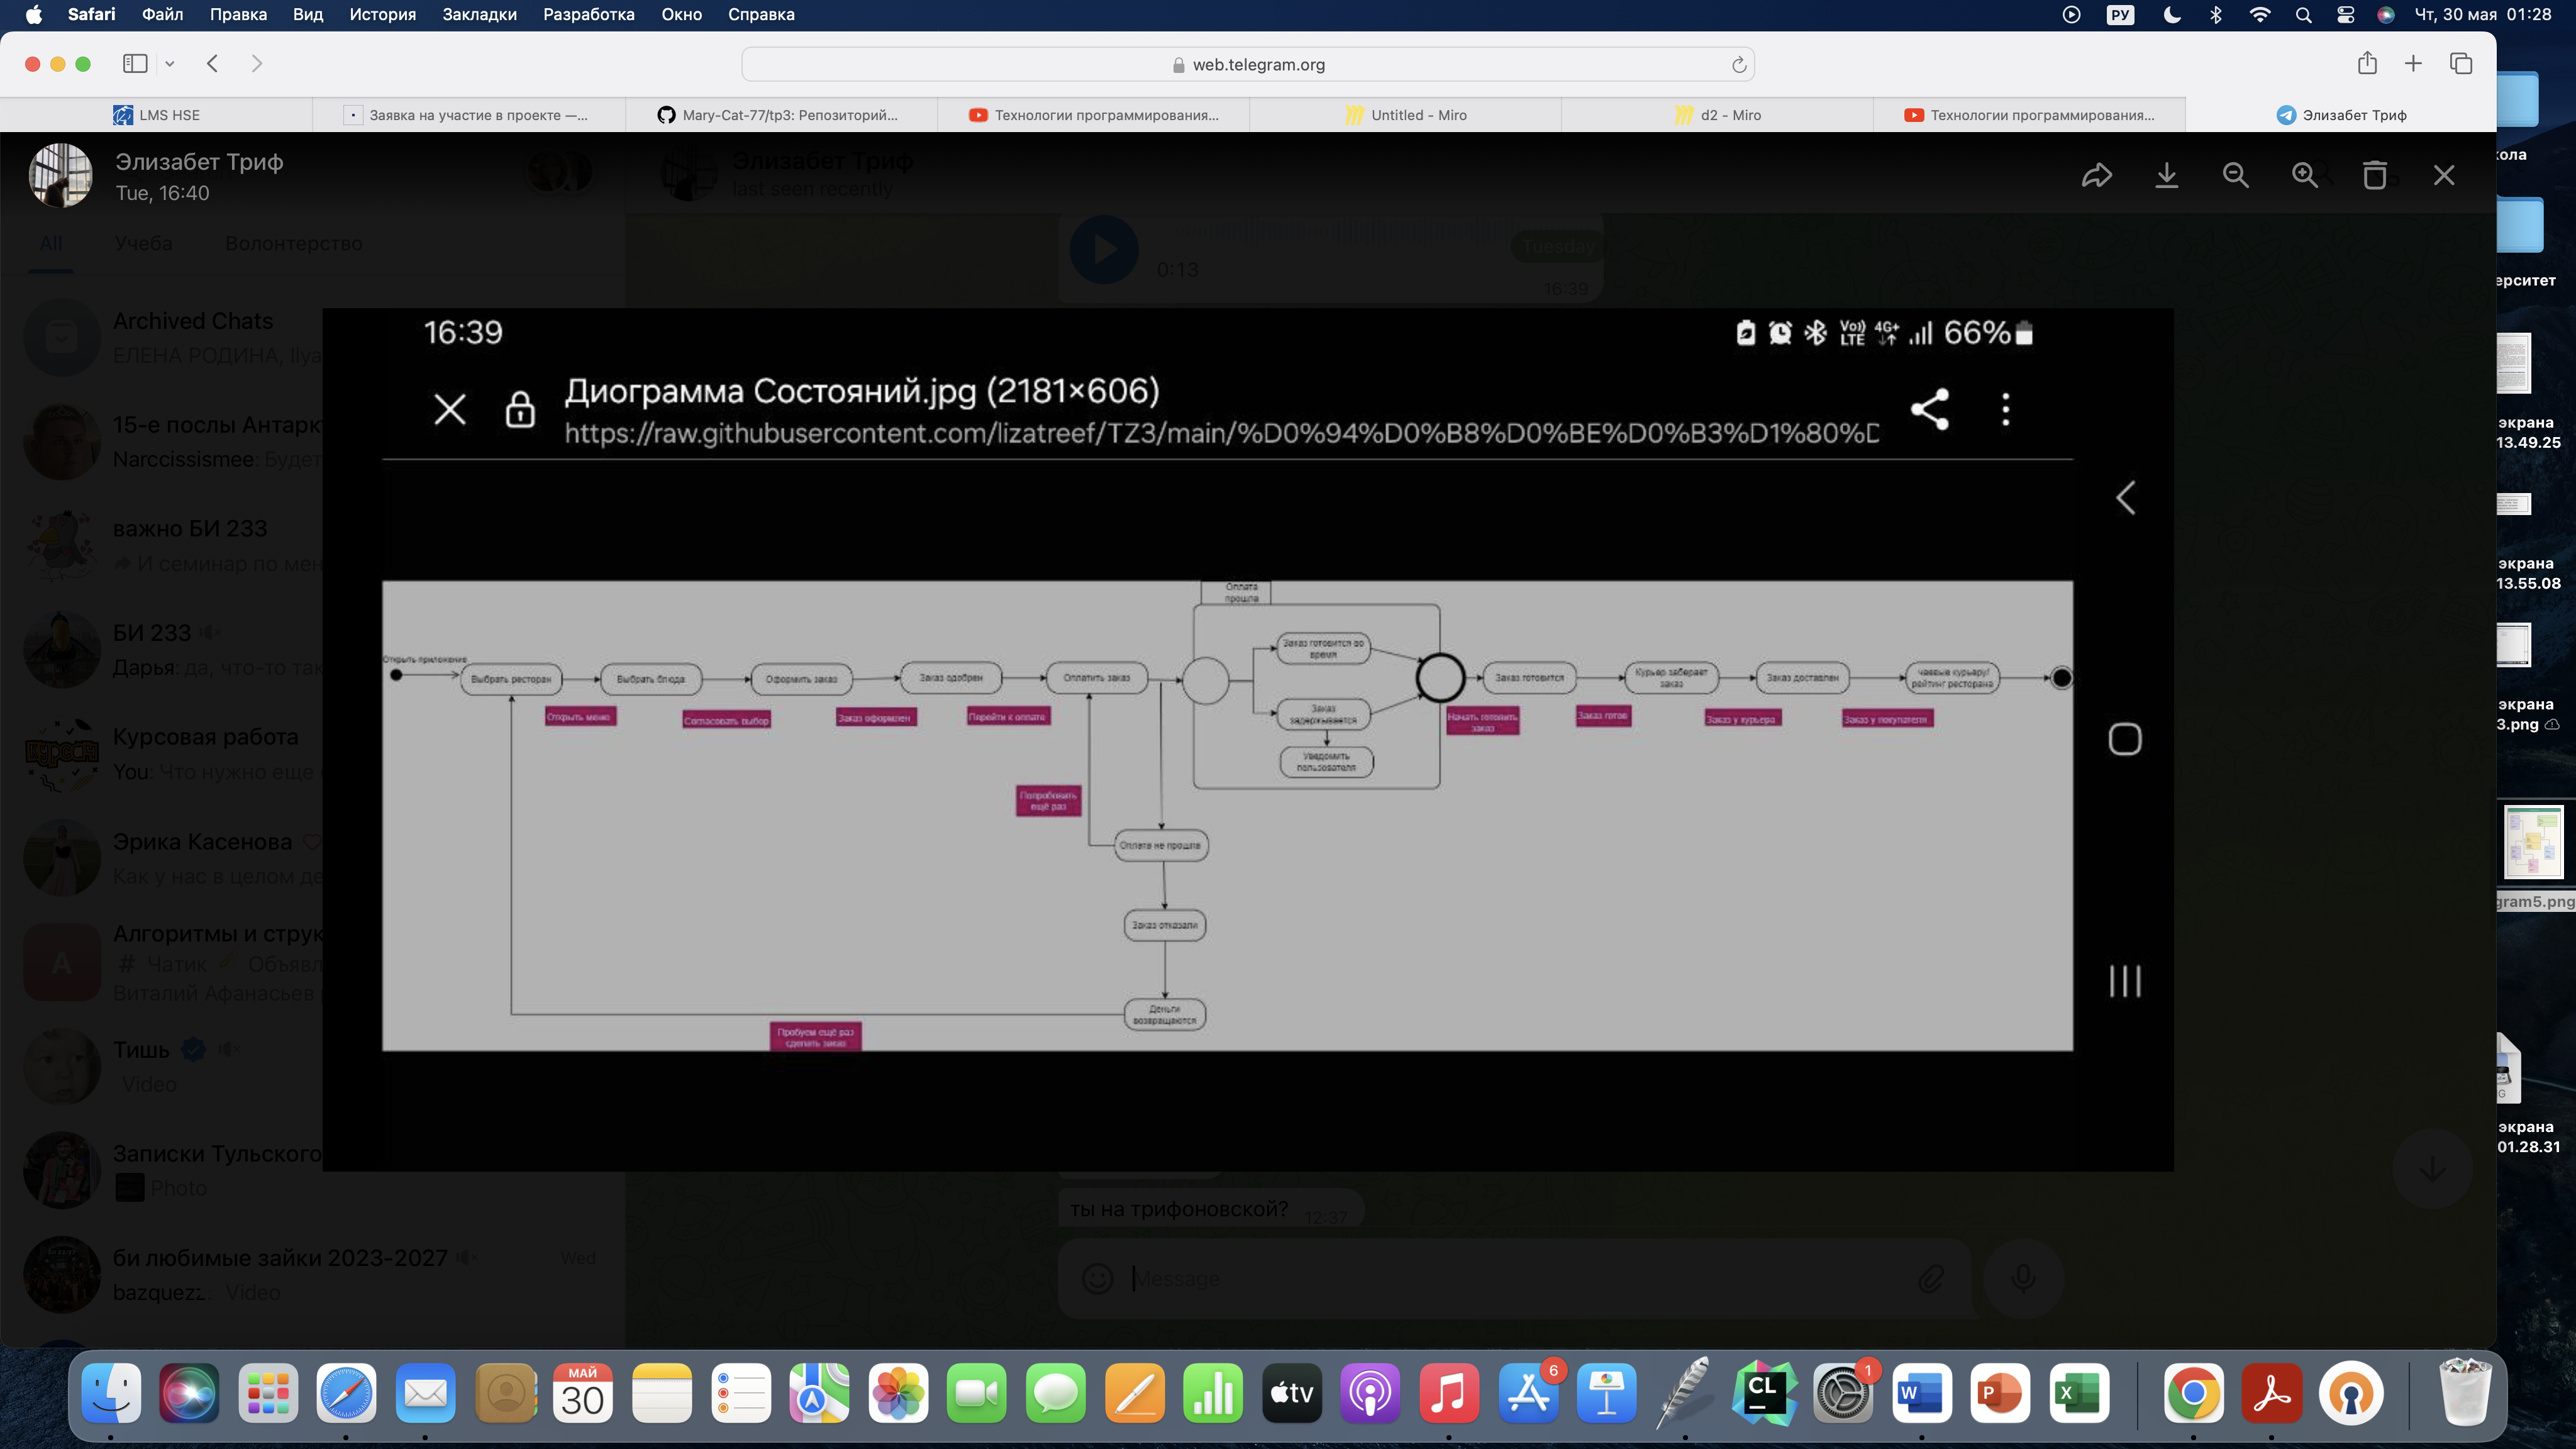 Safari Файл Правка Вид История Закладки Разработка Окно Справка
РУ
Чт, 30 мая 01:28
web.telegram.org
LMS HSE
Заявка на участие в проекте —...
Mary-Cat-77/tp3: Репозиторий...
Технологии программирования...
Untitled - Miro
d2 - Miro
Технологии программирования...
Элизабет Триф
Элизабет Триф
Tue, 16:40
Элизабет Триф
last seen recently
All Учеба Волонтерство
Tuesday
0:13
16:39
Archived Chats
ЕЛЕНА РОДИНА, Ilya
15-е послы Антарк
Narccissismee: Будет
важно БИ 233
И семинар по мен
БИ 233
Дарья: да, что-то так
Курсовая работа
You: Что нужно еще
Эрика Касенова
Как у нас в целом де
Алгоритмы и струк
# Чатик Объявл
Виталий Афанасьев
Тишь
Video
Записки Тульского
Photo
би любимые зайки 2023-2027
Wed
bazquezz. Video
16:39
Vo))
LTE
4G+
66%
Диограмма Состояний.jpg (2181×606)
https://raw.githubusercontent.com/lizatreef/TZ3/main/%D0%94%D0%B8%D0%BE%D0%B3%D1%80%D
Оплата
прошла
Открыть приложение
Выбрать ресторан
Выбрать блюда
Оформить заказ
Заказ одобрен
Оплатить заказ
Заказ готовится во
время
Заказ
задерживается
Уведомить
пользователя
Заказ готовится
Курьер забирает
заказ
Заказ доставлен
чаевые курьеру/
рейтинг ресторана
Открыть меню
Согласовать выбор
Заказ оформлен
Перейти к оплате
Начать готовить
заказ
Заказ готов
Заказ у курьера
Заказ у покупателя
Попробовать
ещё раз
Оплата не прошла
Заказ отказали
Деньги
возвращаются
Пробуем ещё раз
сделать заказ
ты на трифоновской?
12:37
Message
кола
ерситет
экрана
13.49.25
экрана
13.55.08
экрана
3.png
gram5.png
экрана
01.28.31
МАЙ
30
tv
6
CL
1
W
P
X